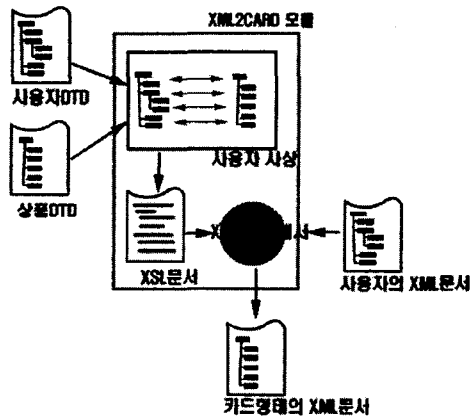 XML2CARD 모듈
사용자DTD
사용자 사상
상품DTD
XSL문서
사용자의 XML문서
카드형태의 XML문서